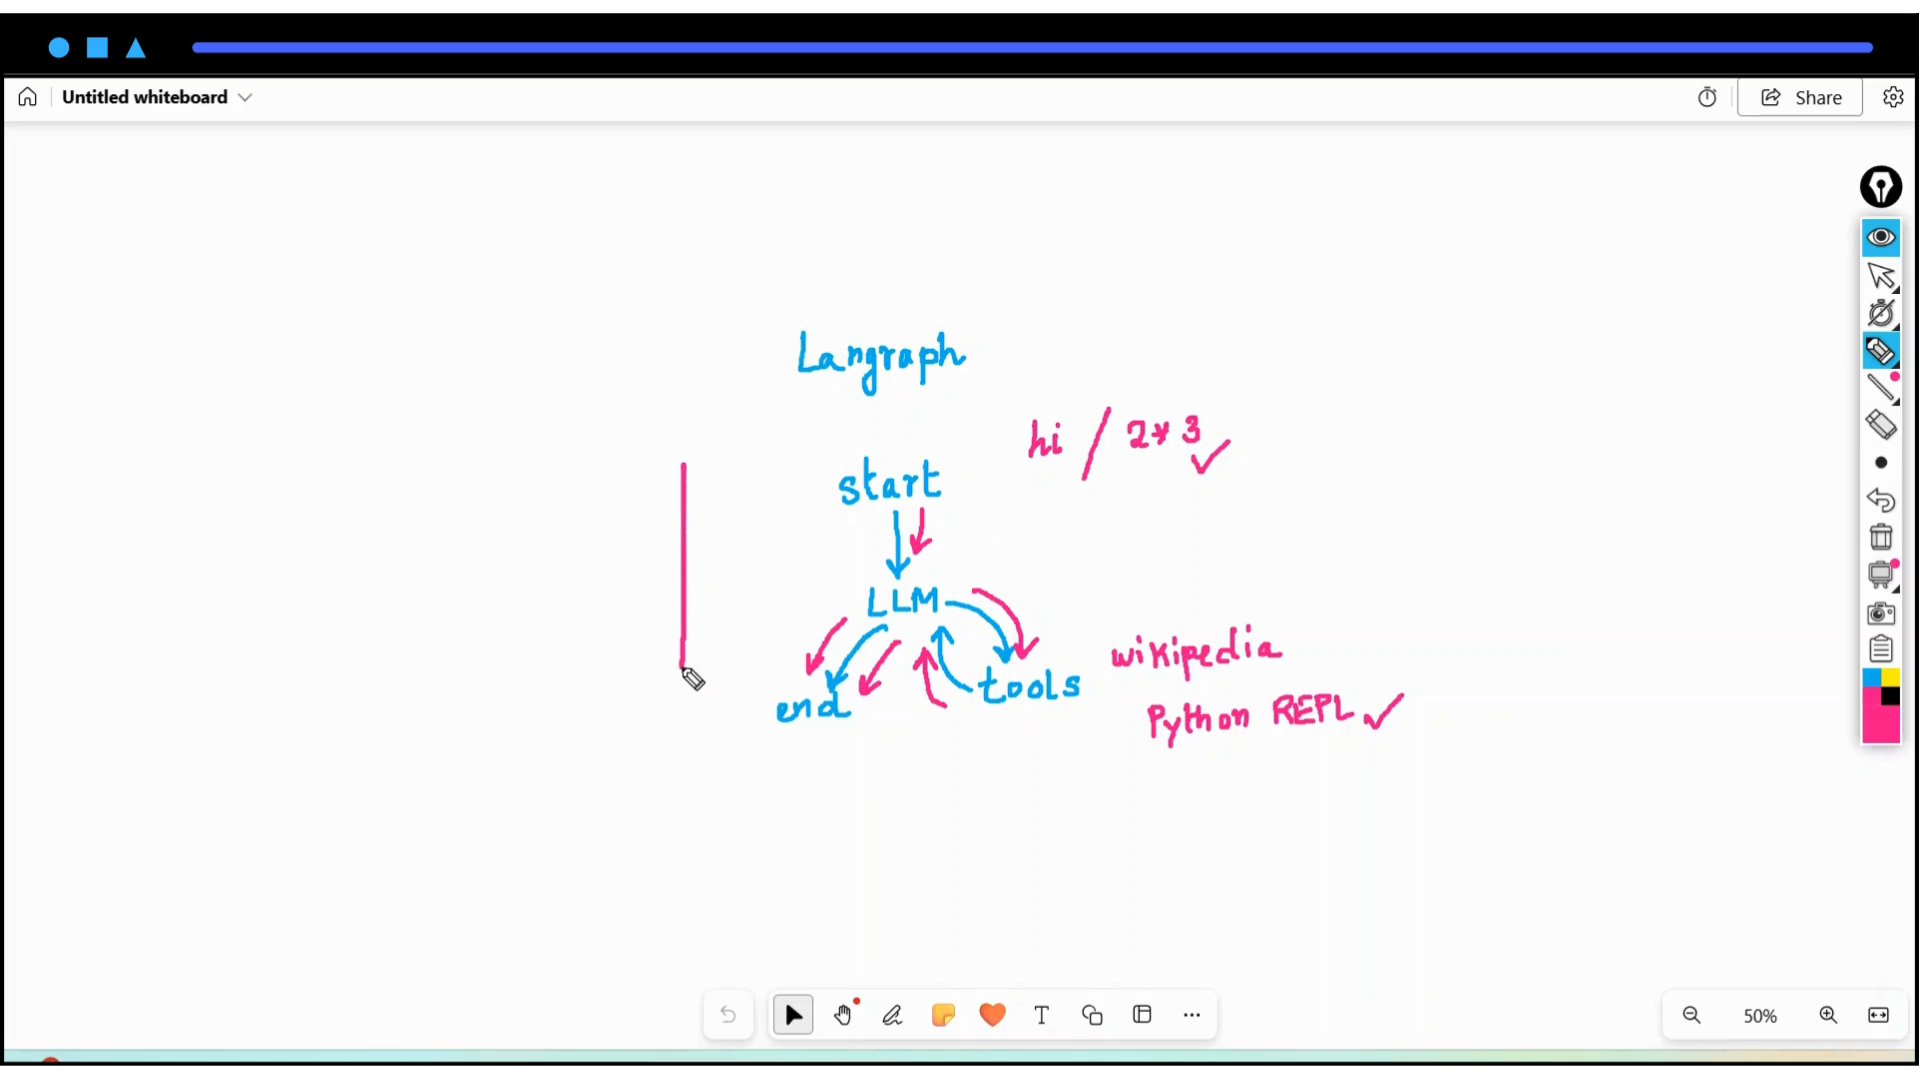 Untitled whiteboard
Share
Langraph
hi / 2* 3
start
LLM
wikipedia
tools
end
Python REPL
50%